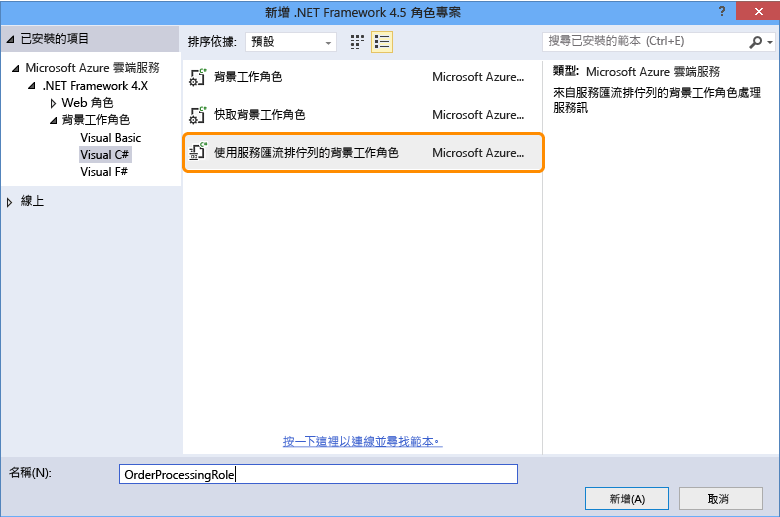 新增 .NET Framework 4.5 角色專案
?
已安裝的項目
排序依據: 預設
搜尋已安裝的範本 (Ctrl+E)
Microsoft Azure 雲端服務
.NET Framework 4.X
Web 角色
背景工作角色
Visual Basic
Visual C#
Visual F#
線上
背景工作角色 Microsoft Azure...
快取背景工作角色 Microsoft Azure...
使用服務匯流排佇列的背景工作角色 Microsoft Azure...
按一下這裡以連線並尋找範本。
類型: Microsoft Azure 雲端服務
來自服務匯流排佇列的背景工作角色處理
服務訊
名稱(N): OrderProcessingRole
新增(A) 取消